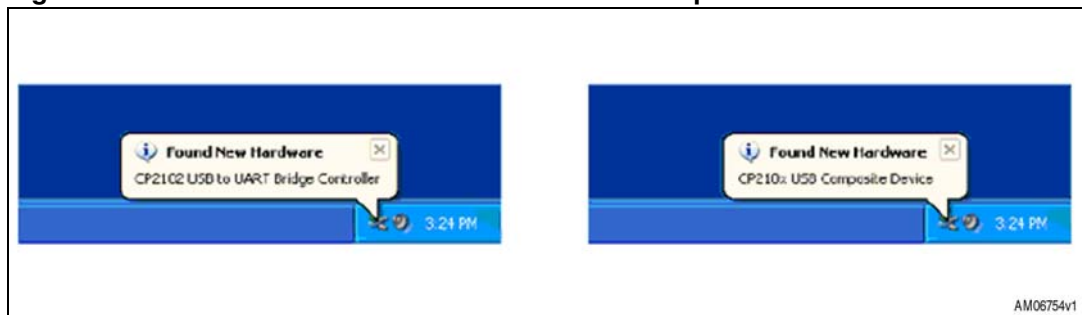 Found New Hardware
CP2102 USB to UART Bridge Controller
3:24 PM
Found New Hardware
CP210x USB Composite Device
3:24 PM
AM06754v1